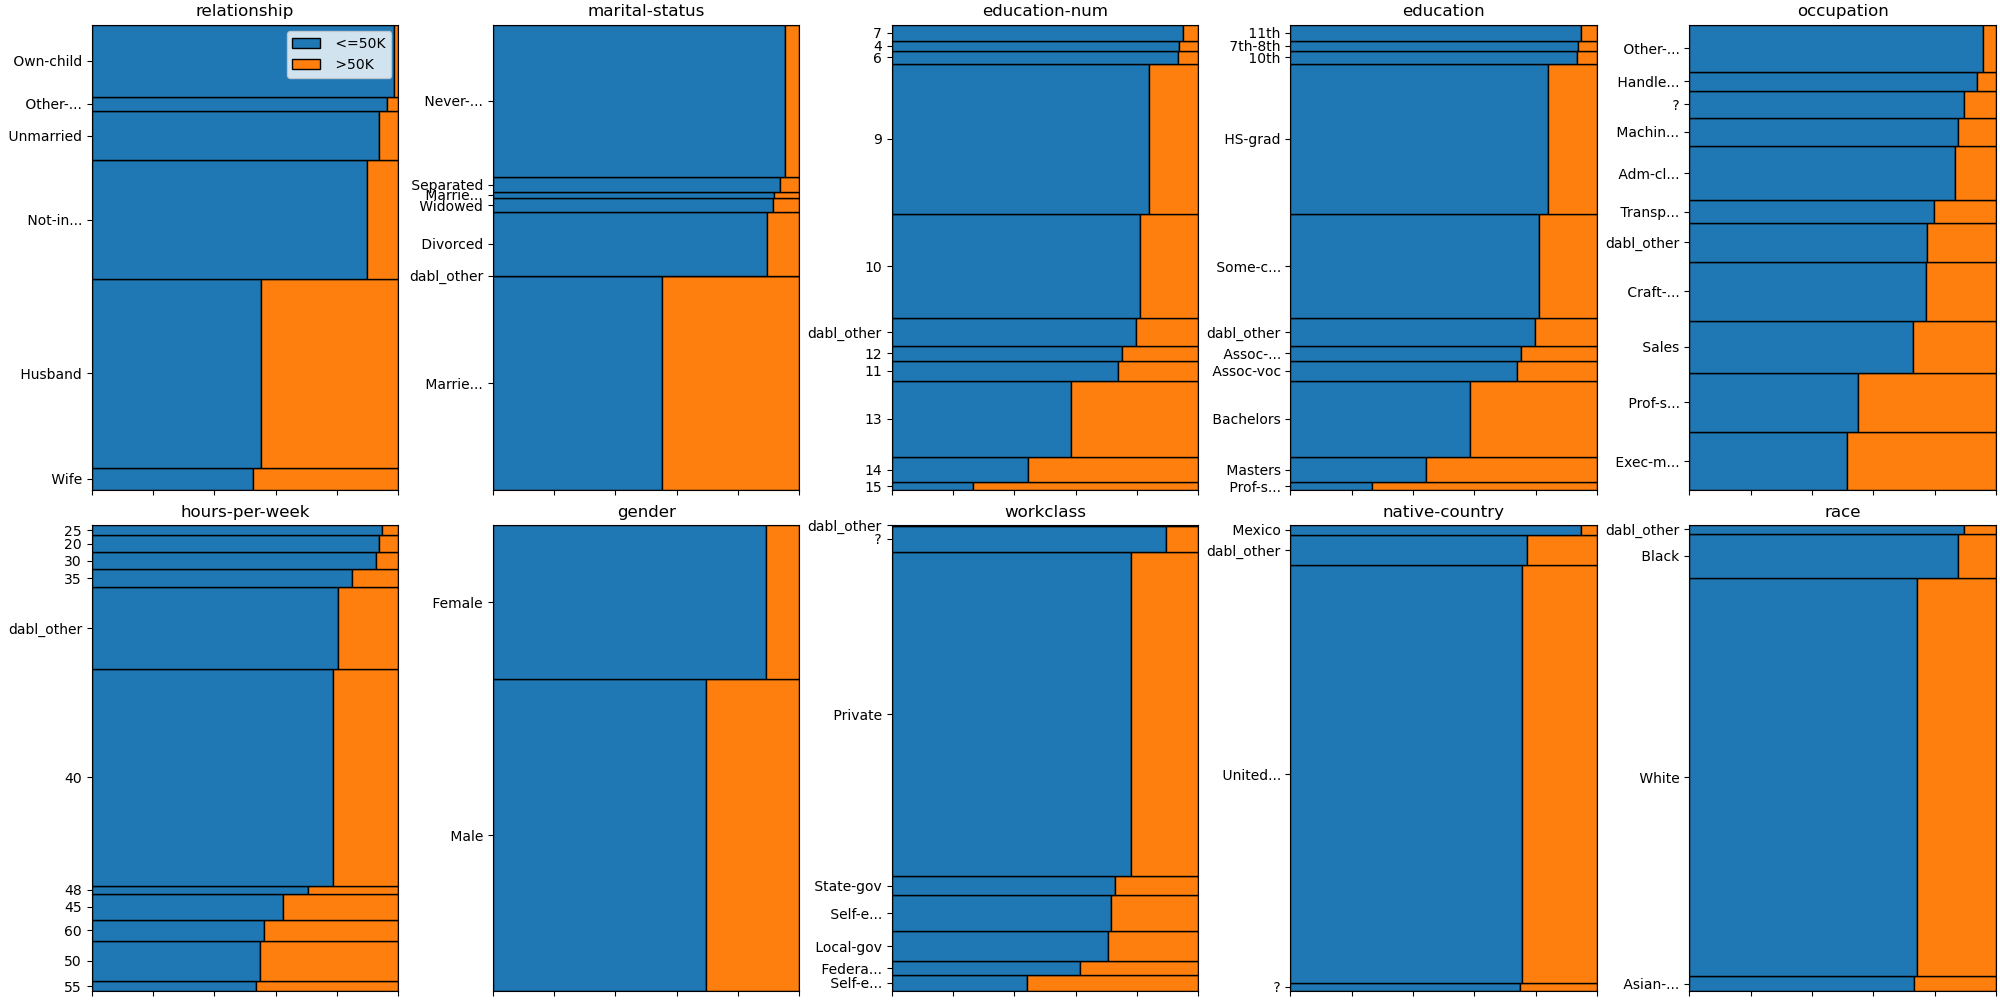 relationship
Own-child
Other-...
Unmarried
Not-in...
Husband
Wife
<=50K
>50K
marital-status
Never-...
Separated
Marrie...
Widowed
Divorced
dabl_other
Marrie...
education-num
7
4
6
9
10
dabl_other
12
11
13
14
15
education
11th
7th-8th
10th
HS-grad
Some-c...
dabl_other
Assoc-...
Assoc-voc
Bachelors
Masters
Prof-s...
occupation
Other-...
Handle...
?
Machin...
Adm-cl...
Transp...
dabl_other
Craft-...
Sales
Prof-s...
Exec-m...
hours-per-week
25
20
30
35
dabl_other
40
48
45
60
50
55
gender
Female
Male
workclass
dabl_other
?
Private
State-gov
Self-e...
Local-gov
Federa...
Self-e...
native-country
Mexico
dabl_other
United...
?
race
dabl_other
Black
White
Asian-...